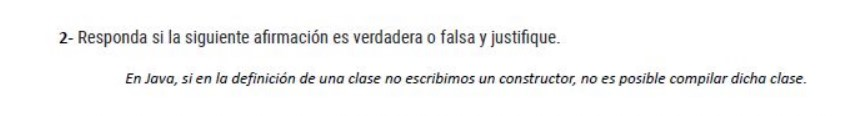 2- Responda si la siguiente afirmación es verdadera o falsa y justifique.
En Java, si en la definición de una clase no escribimos un constructor, no es posible compilar dicha clase.